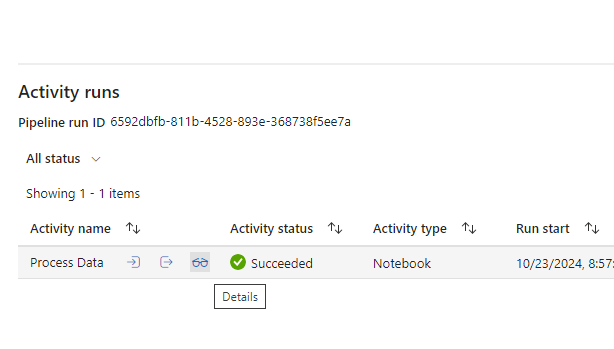 Activity runs
Pipeline run ID 6592dbfb-811b-4528-893e-368738f5ee7a
All status
Showing 1 - 1 items
Activity name Activity status Activity type Run start
Process Data Succeeded Notebook 10/23/2024, 8:57:
Details